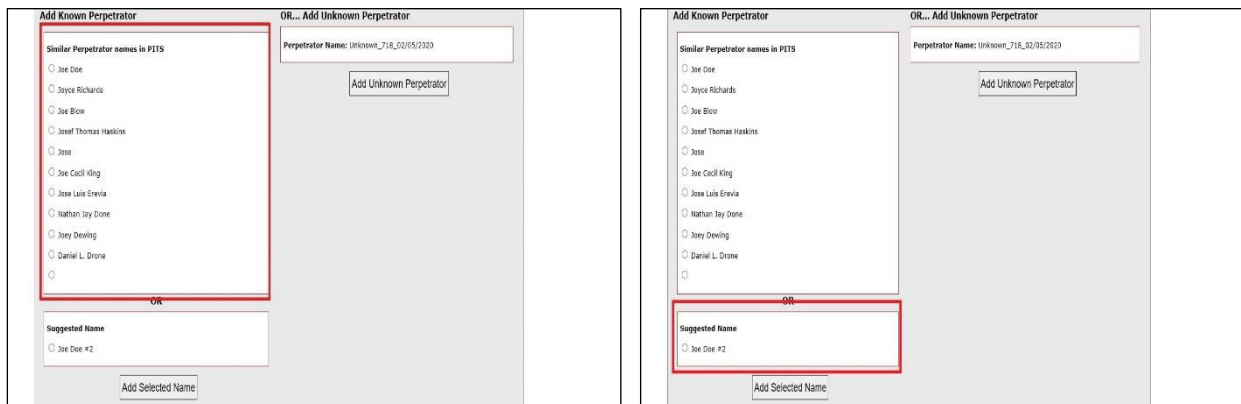 Add Known Perpetrator
Similar Perpetrator names in PITS
Joe Doe
Joyce Richards
Joe Blow
Josef Thomas Haskins
Jose
Joe Cecil King
Jose Luis Erevia
Nathan Jay Done
Joey Dewing
Daniel L. Drone
OR
Suggested Name
Joe Doe #2
Add Selected Name
OR... Add Unknown Perpetrator
Perpetrator Name: Unknown_718_02/05/2020
Add Unknown Perpetrator
Add Known Perpetrator
Similar Perpetrator names in PITS
Joe Doe
Joyce Richards
Joe Blow
Josef Thomas Haskins
Jose
Joe Cecil King
Jose Luis Erevia
Nathan Jay Done
Joey Dewing
Daniel L. Drone
OR
Suggested Name
Joe Doe #2
Add Selected Name
OR... Add Unknown Perpetrator
Perpetrator Name: Unknown_718_02/05/2020
Add Unknown Perpetrator